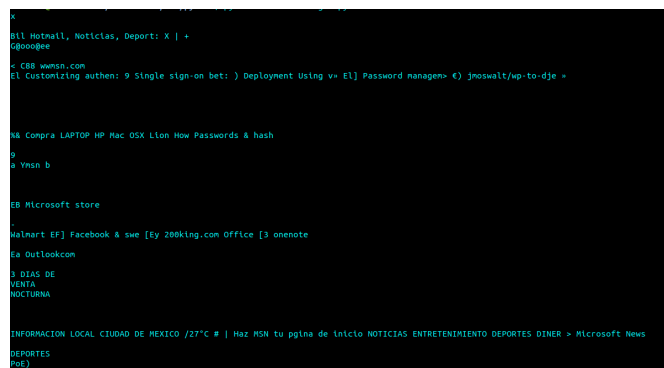 x
Bil Hotmail, Noticias, Deport: X | +
G@ooo@ee
< C88 wwmsn.com
El Customizing authen: 9 Single sign-on bet: ) Deployment Using v» El] Password managem> €) jmoswalt/wp-to-dje »
%& Compra LAPTOP HP Mac OSX Lion How Passwords & hash
9
a Ymsn b
EB Microsoft store
-
Walmart EF] Facebook & swe [Ey 200king.com Office [3 onenote
Ea Outlookcom
3 DIAS DE
VENTA
NOCTURNA
INFORMACION LOCAL CIUDAD DE MEXICO /27°C # | Haz MSN tu pgina de inicio NOTICIAS ENTRETENIMIENTO DEPORTES DINER > Microsoft News
DEPORTES
PoE)